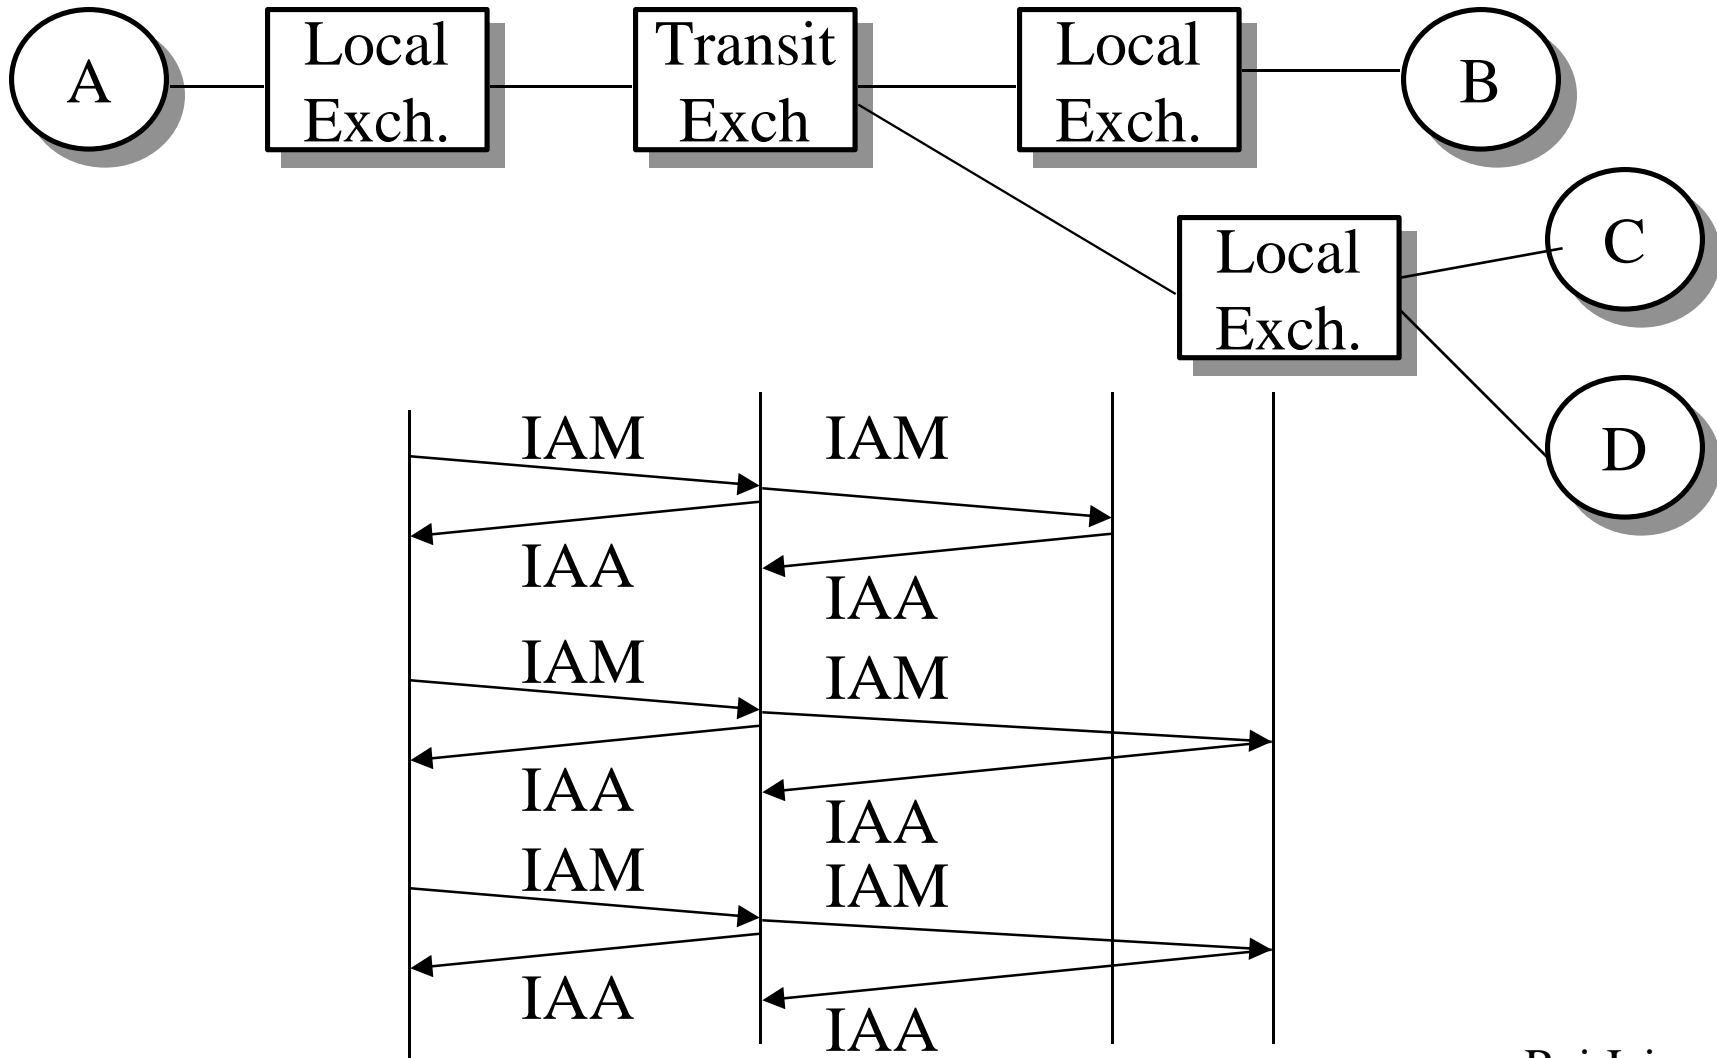 A
Local
Exch.
Transit
Exch
Local
Exch.
B
C
Local
Exch.
D
IAM
IAM
IAA
IAA
IAM
IAM
IAA
IAA
IAM
IAM
IAA
IAA